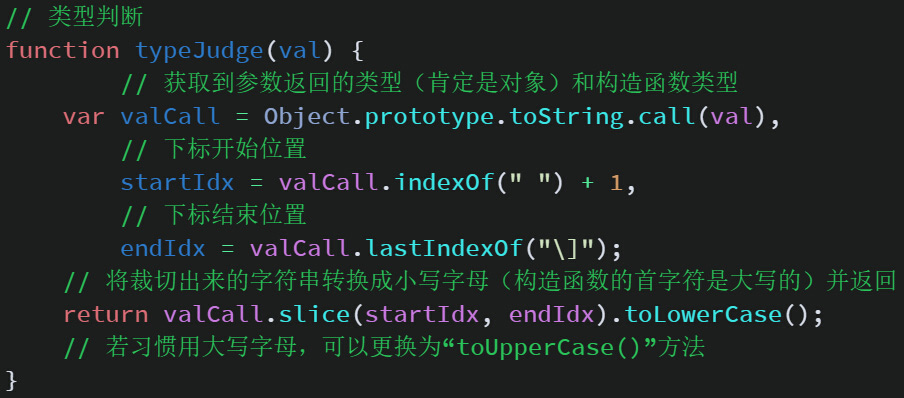 // 类型判断
function typeJudge(val) {
        // 获取到参数返回的类型（肯定是对象）和构造函数类型
    var valCall = Object.prototype.toString.call(val),
        // 下标开始位置
        startIdx = valCall.indexOf(" ") + 1,
        // 下标结束位置
        endIdx = valCall.lastIndexOf("\]");
    // 将裁切出来的字符串转换成小写字母（构造函数的首字符是大写的）并返回
    return valCall.slice(startIdx, endIdx).toLowerCase();
    // 若习惯用大写字母，可以更换为“toUpperCase()”方法
}